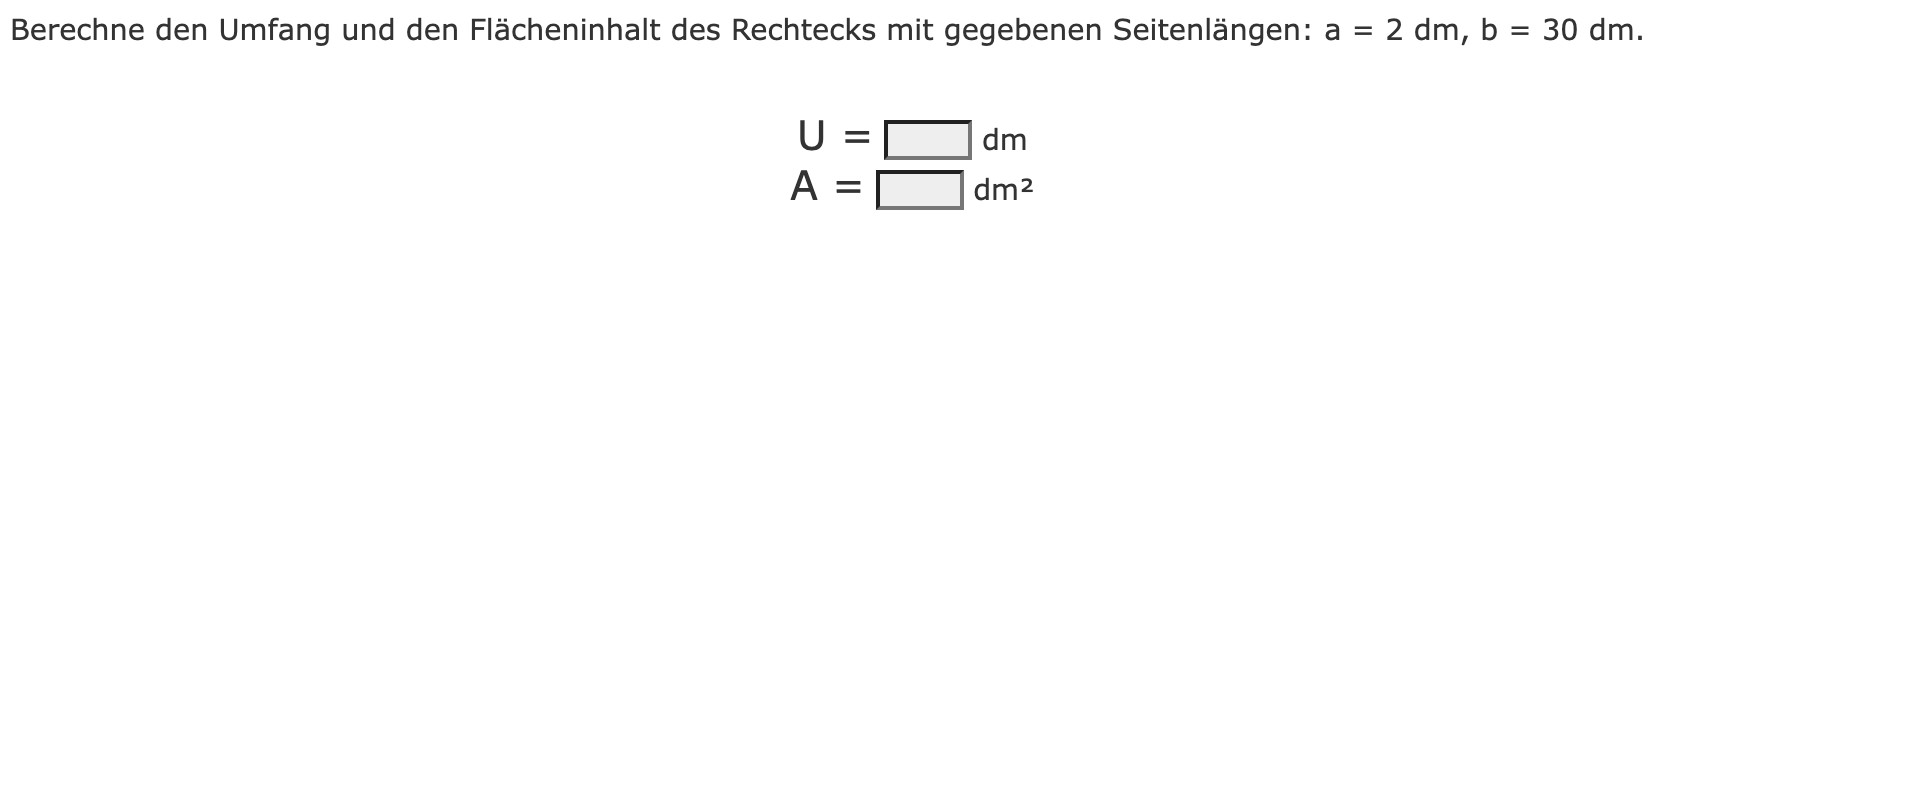 Berechne den Umfang und den Flächeninhalt des Rechtecks mit gegebenen Seitenlängen: a = 2 dm, b = 30 dm.
U = dm
A = dm²